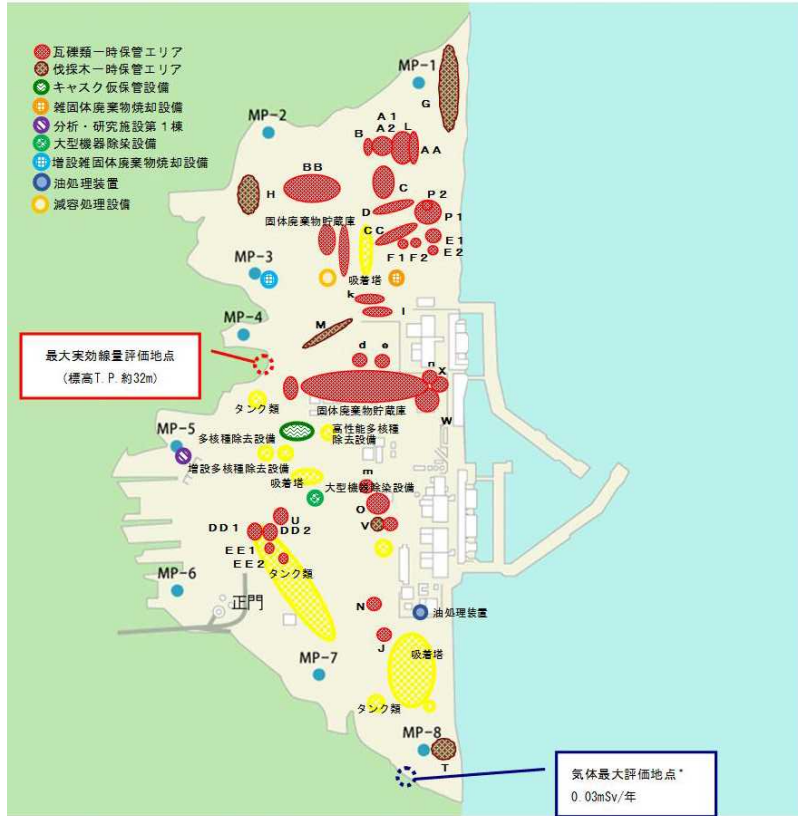 瓦礫類一時保管エリア
伐採木一時保管エリア
キャスク仮保管設備
雑固体廃棄物焼却設備
分析・研究施設第1棟
大型機器除染設備
増設雑固体廃棄物焼却設備
油処理装置
減容処理設備
MP-1
G
MP-2
A1
A2
L
B
AA
BB
H
C
D
P2
P1
固体廃棄物貯蔵庫
CC
E1
E2
F1
F2
MP-3
吸着塔
k
l
MP-4
M
最大実効線量評価地点
(標高T.P.約32m)
d
e
n
X
タンク類
固体廃棄物貯蔵庫
W
MP-5
多核種除去設備
高性能多核種
除去設備
増設多核種除去設備
吸着塔
m
大型機器除染設備
O
U
V
DD1
DD2
EE1
EE2
タンク類
MP-6
正門
N
油処理装置
J
吸着塔
MP-7
タンク類
MP-8
T
気体最大評価地点*
0.03mSv/年